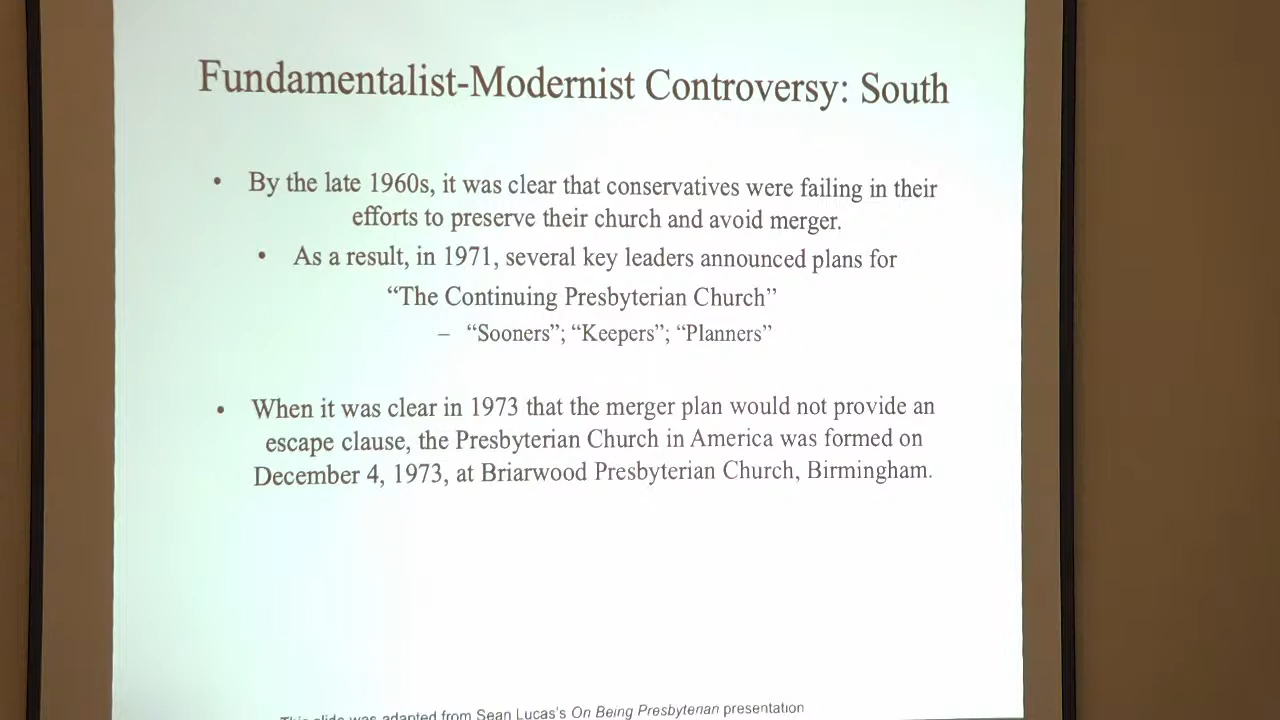 Fundamentalist-Modernist Controversy: South
• By the late 1960s, it was clear that conservatives were failing in their
efforts to preserve their church and avoid merger.
• As a result, in 1971, several key leaders announced plans for
“The Continuing Presbyterian Church”
– “Sooners”; “Keepers”; “Planners”
• When it was clear in 1973 that the merger plan would not provide an
escape clause, the Presbyterian Church in America was formed on
December 4, 1973, at Briarwood Presbyterian Church, Birmingham.
This slide was adapted from Sean Lucas's On Being Presbyterian presentation